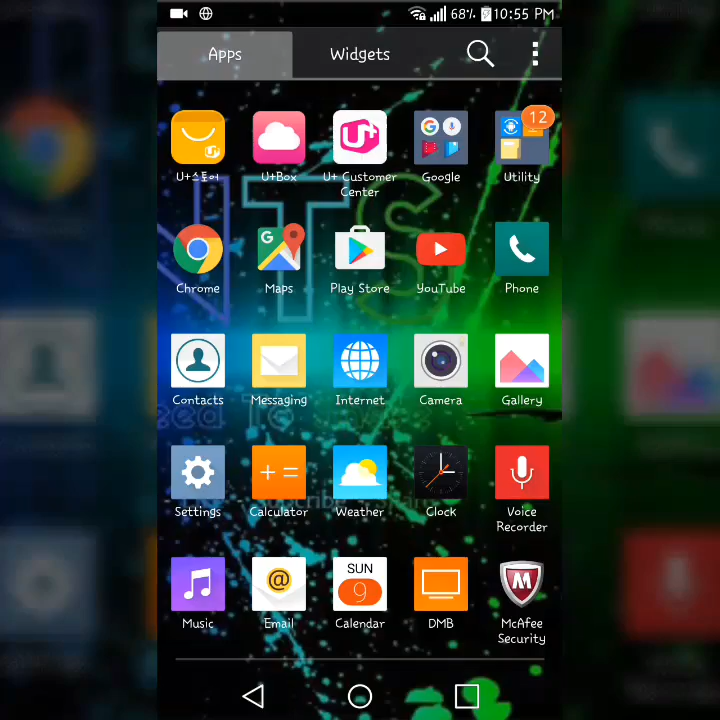 68% 10:55 PM
Apps Widgets
12
U+스토어 U+Box U+ Customer Center Google Utility
Chrome Maps Play Store YouTube Phone
Contacts Messaging Internet Camera Gallery
Settings Calculator Weather Clock Voice Recorder
SUN
9
Music Email Calendar DMB McAfee Security